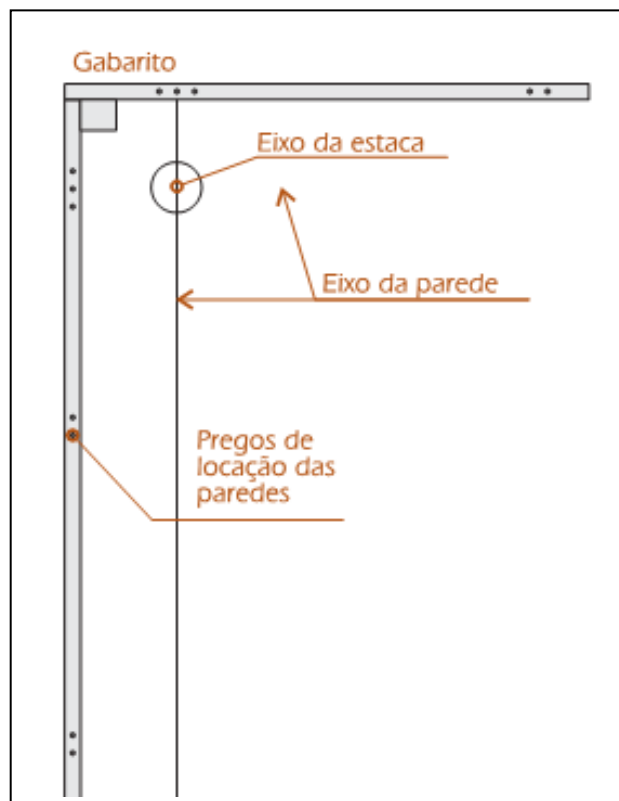 Gabarito
Eixo da estaca
Eixo da parede
Pregos de
locação das
paredes